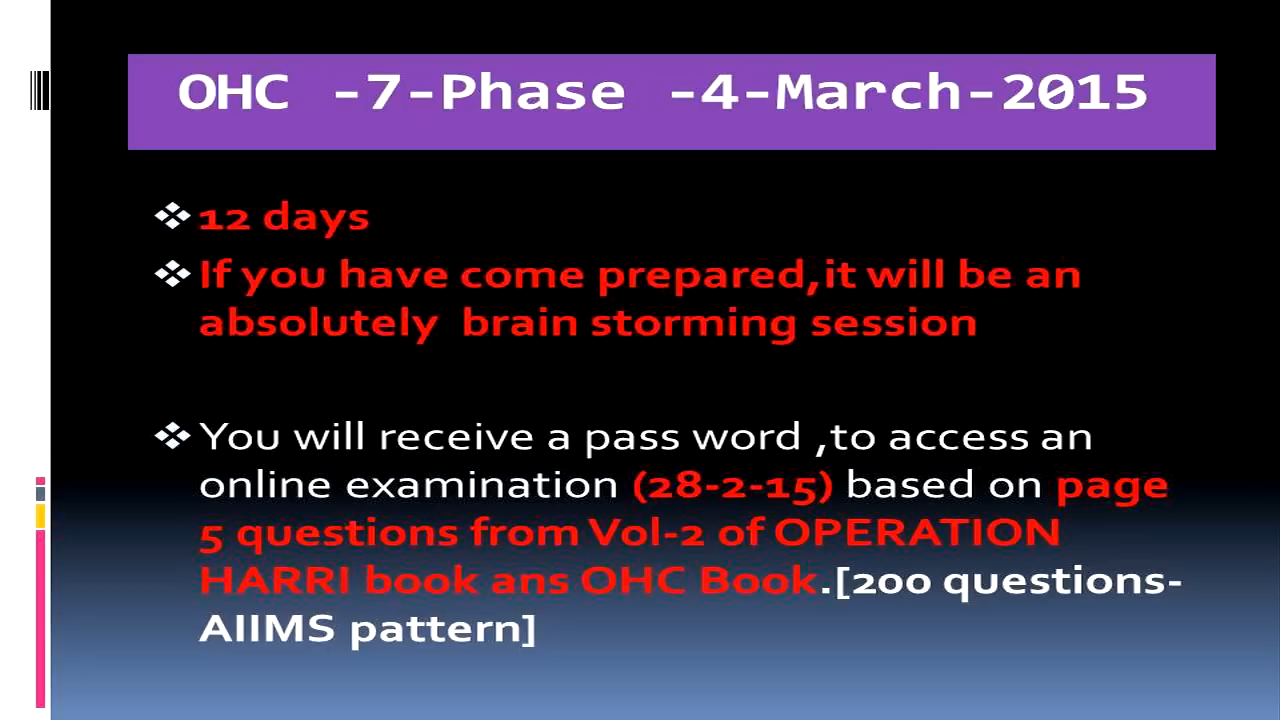 OHC -7-Phase -4-March-2015
12 days
If you have come prepared,it will be an
absolutely brain storming session
You will receive a pass word ,to access an
online examination (28-2-15) based on page
5 questions from Vol-2 of OPERATION
HARRI book ans OHC Book.[200 questions-
AIIMS pattern]